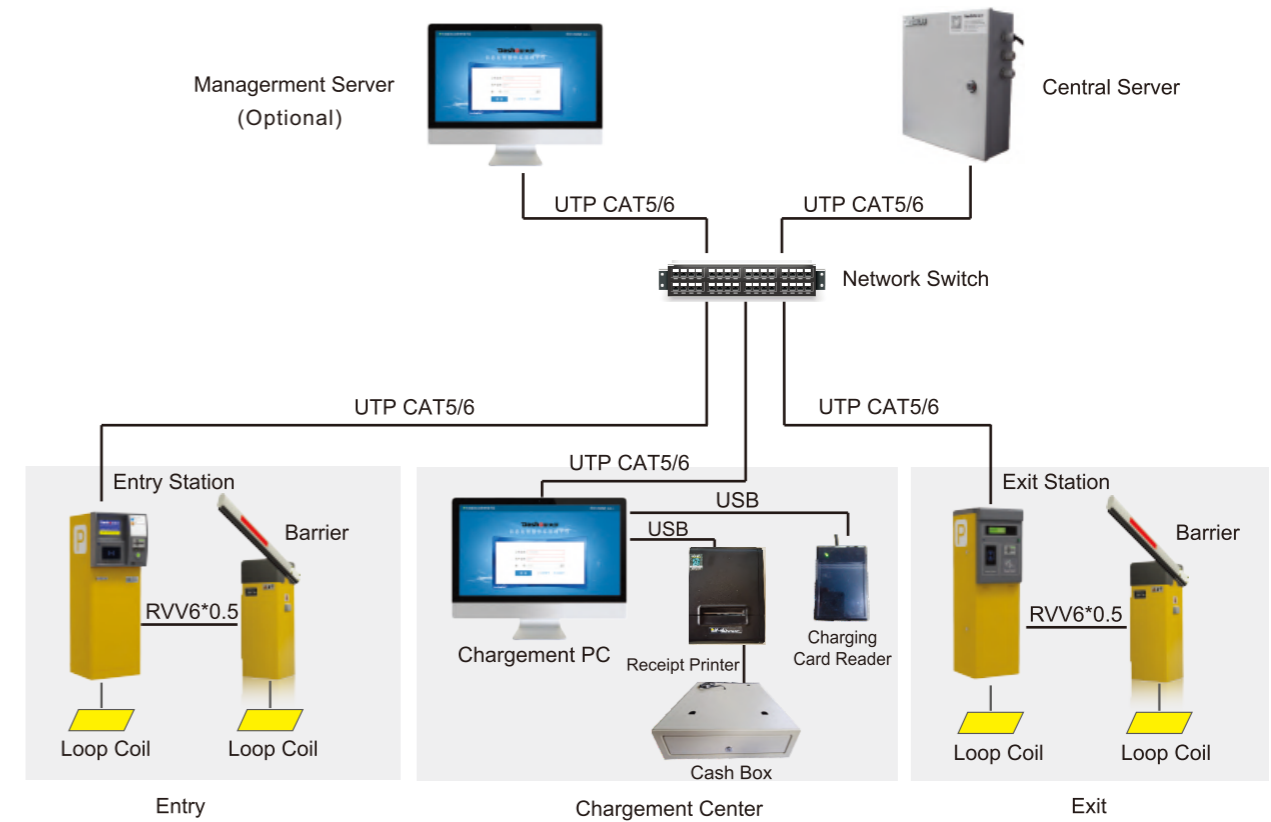 Managerment Server
(Optional)
Central Server
UTP CAT5/6
UTP CAT5/6
Network Switch
UTP CAT5/6
UTP CAT5/6
UTP CAT5/6
Entry Station
Barrier
RVV6*0.5
Loop Coil
Loop Coil
Entry
USB
USB
Chargement PC
Receipt Printer
Charging
Card Reader
Cash Box
Chargement Center
Exit Station
Barrier
RVV6*0.5
Loop Coil
Loop Coil
Exit
P
P